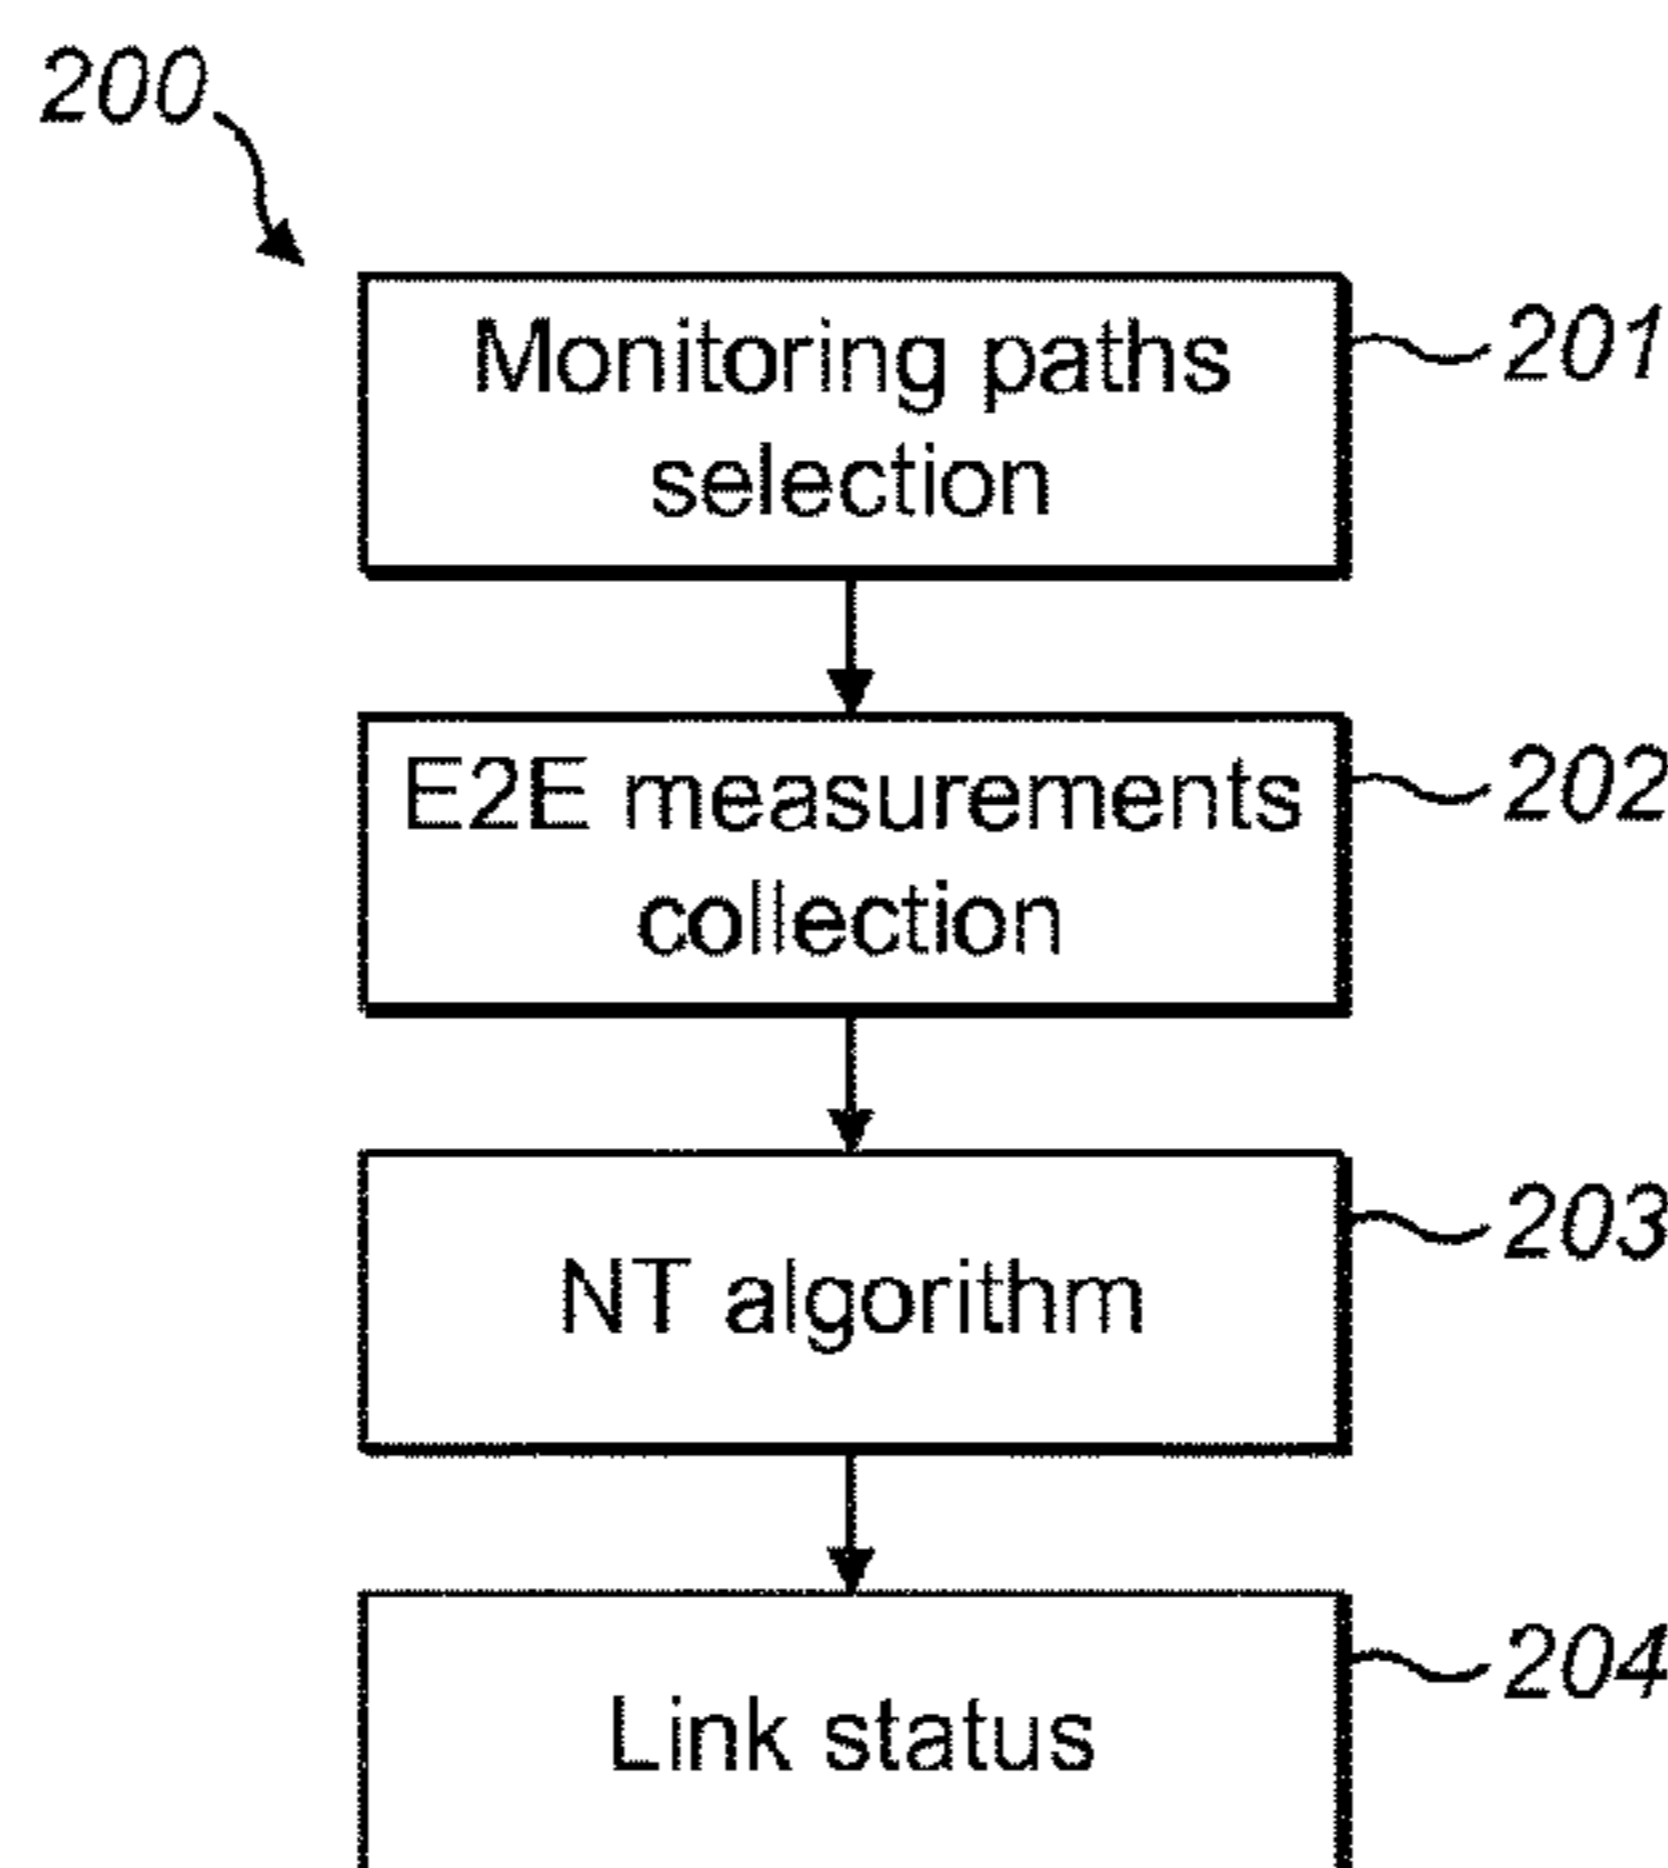 200
Monitoring paths
selection
201
E2E measurements
collection
202
NT algorithm
203
Link status
204